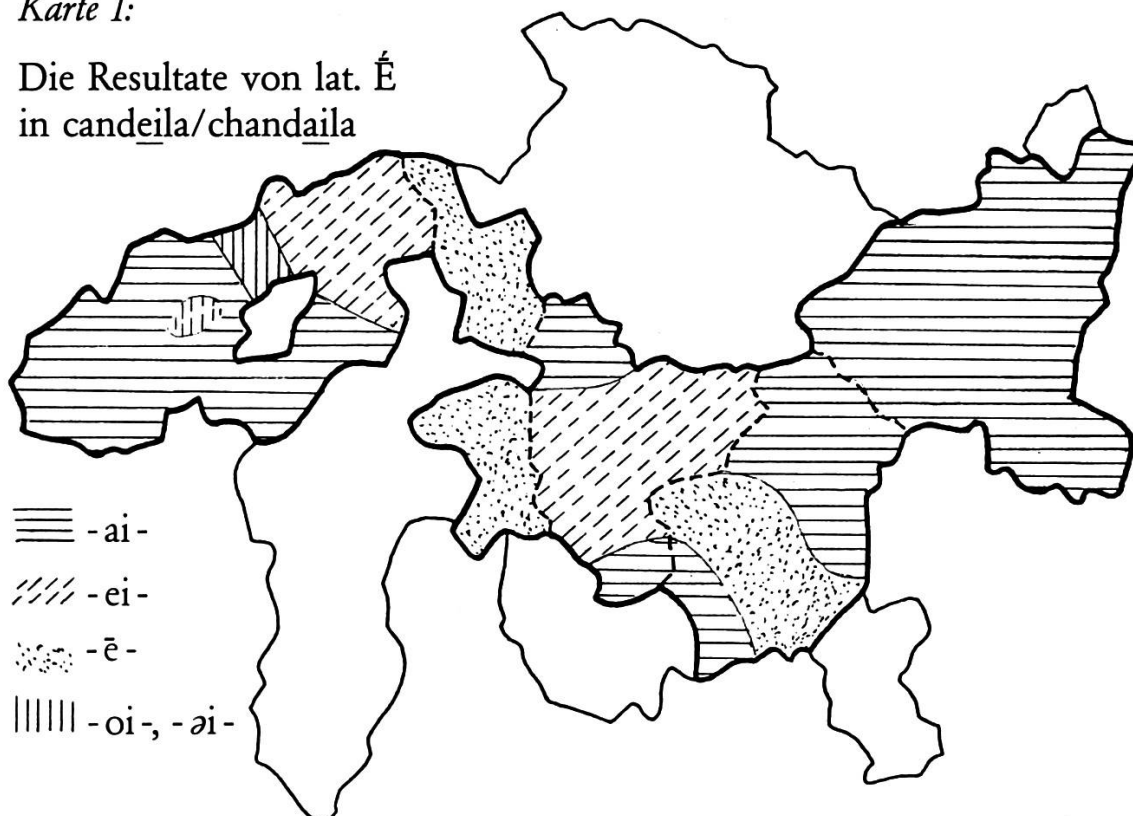 Karte 1:
Die Resultate von lat. É̄
in candeila/chandaila
-ai-
-ei-
-ē-
-oi-, -əi-